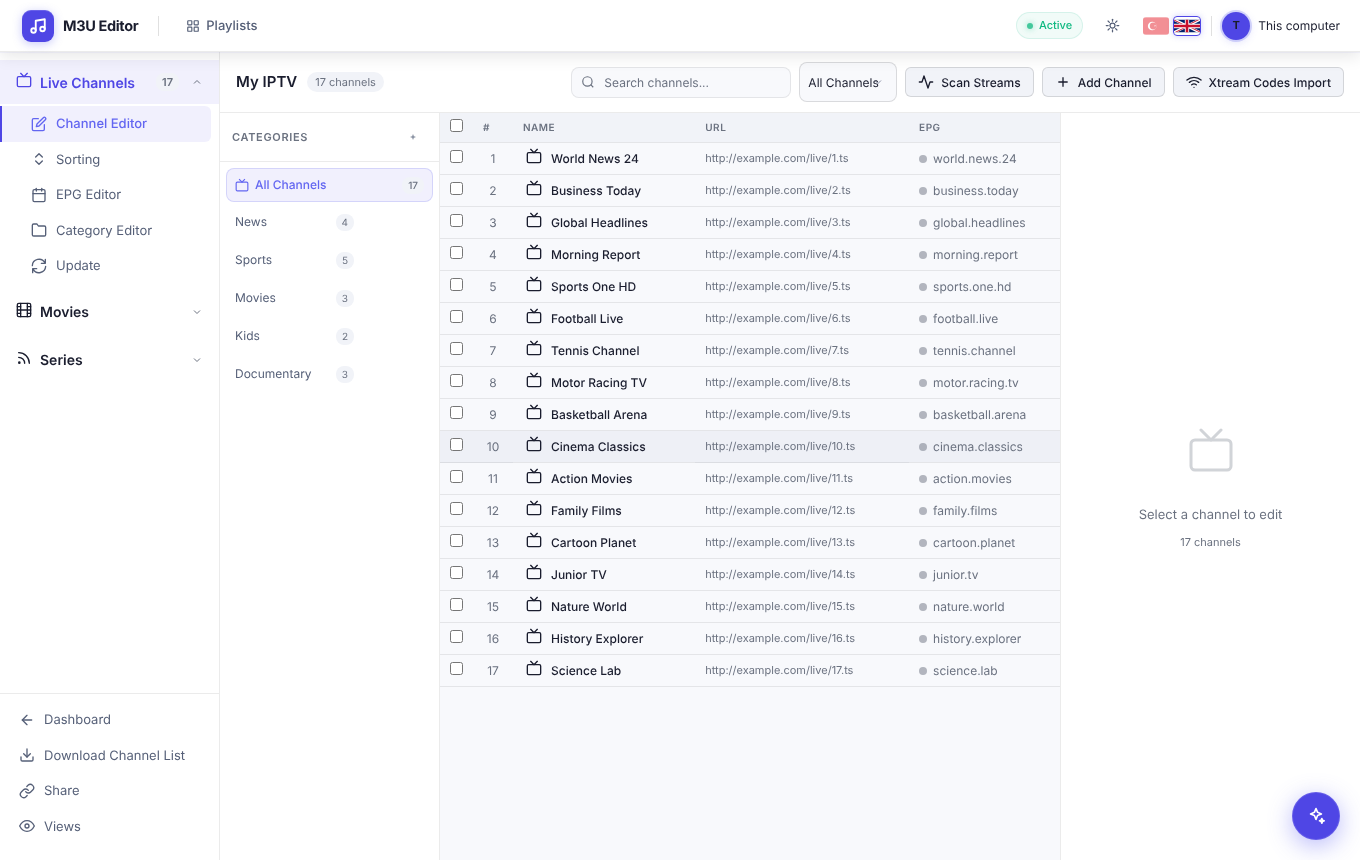 M3U Editor
Playlists
Active
T
This computer
Live Channels 17
Channel Editor
Sorting
EPG Editor
Category Editor
Update
Movies
Series
Dashboard
Download Channel List
Share
Views
My IPTV 17 channels
Search channels...
All Channels
Scan Streams
+ Add Channel
Xtream Codes Import
CATEGORIES +
All Channels 17
News 4
Sports 5
Movies 3
Kids 2
Documentary 3
# NAME URL EPG
1 World News 24 http://example.com/live/1.ts world.news.24
2 Business Today http://example.com/live/2.ts business.today
3 Global Headlines http://example.com/live/3.ts global.headlines
4 Morning Report http://example.com/live/4.ts morning.report
5 Sports One HD http://example.com/live/5.ts sports.one.hd
6 Football Live http://example.com/live/6.ts football.live
7 Tennis Channel http://example.com/live/7.ts tennis.channel
8 Motor Racing TV http://example.com/live/8.ts motor.racing.tv
9 Basketball Arena http://example.com/live/9.ts basketball.arena
10 Cinema Classics http://example.com/live/10.ts cinema.classics
11 Action Movies http://example.com/live/11.ts action.movies
12 Family Films http://example.com/live/12.ts family.films
13 Cartoon Planet http://example.com/live/13.ts cartoon.planet
14 Junior TV http://example.com/live/14.ts junior.tv
15 Nature World http://example.com/live/15.ts nature.world
16 History Explorer http://example.com/live/16.ts history.explorer
17 Science Lab http://example.com/live/17.ts science.lab
Select a channel to edit
17 channels